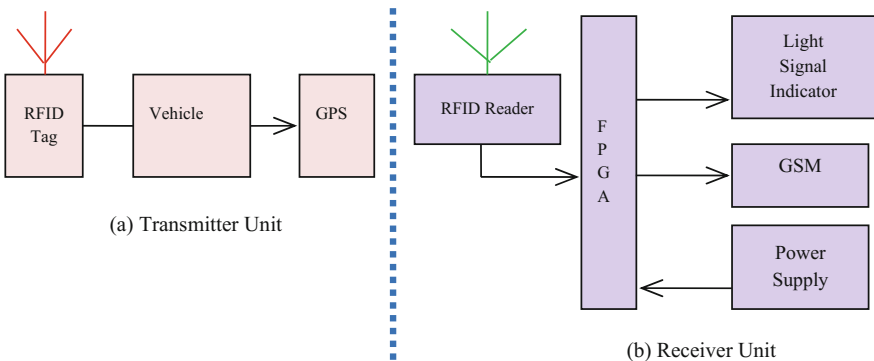 RFID
Tag
Vehicle
GPS
(a) Transmitter Unit
RFID Reader
F
P
G
A
Light
Signal
Indicator
GSM
Power
Supply
(b) Receiver Unit